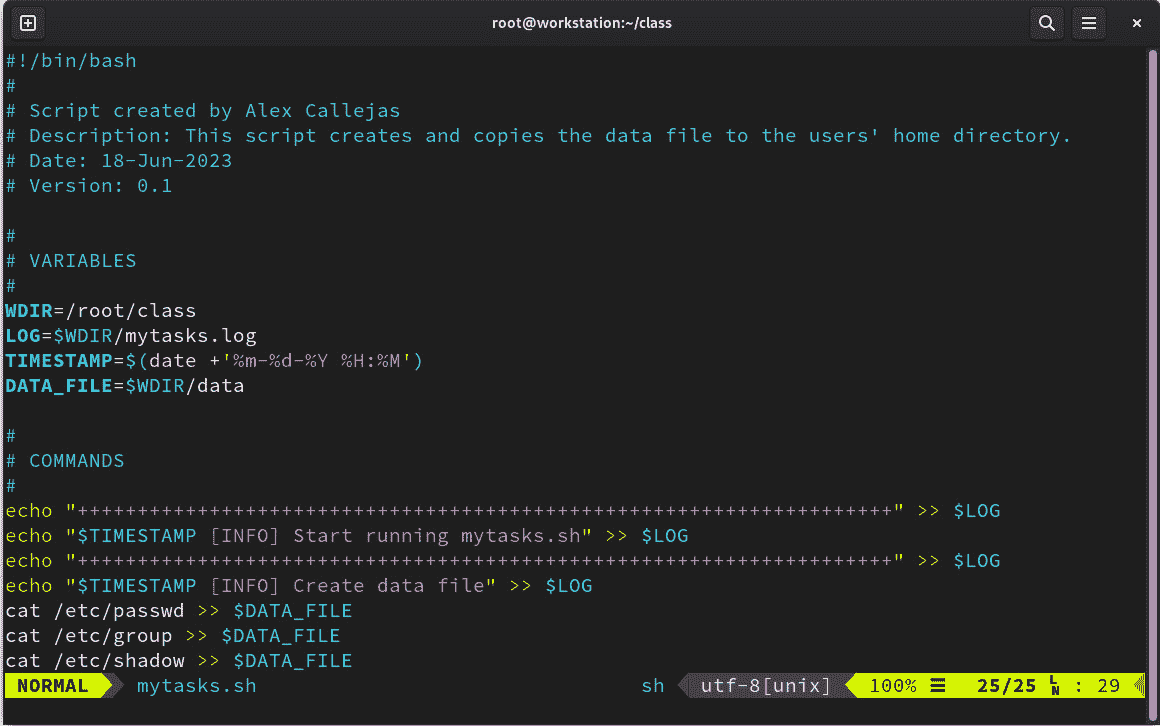 root@workstation:~/class
#!/bin/bash
#
# Script created by Alex Callejas
# Description: This script creates and copies the data file to the users' home directory.
# Date: 18-Jun-2023
# Version: 0.1

#
# VARIABLES
#
WDIR=/root/class
LOG=$WDIR/mytasks.log
TIMESTAMP=$(date +'%m-%d-%Y %H:%M')
DATA_FILE=$WDIR/data

#
# COMMANDS
#
echo "++++++++++++++++++++++++++++++++++++++++++++++++++++++++++++++++++++" >> $LOG
echo "$TIMESTAMP [INFO] Start running mytasks.sh" >> $LOG
echo "++++++++++++++++++++++++++++++++++++++++++++++++++++++++++++++++++++" >> $LOG
echo "$TIMESTAMP [INFO] Create data file" >> $LOG
cat /etc/passwd >> $DATA_FILE
cat /etc/group >> $DATA_FILE
cat /etc/shadow >> $DATA_FILE
NORMAL mytasks.sh sh utf-8[unix] 100% ☰ 25/25 ␤ : 29